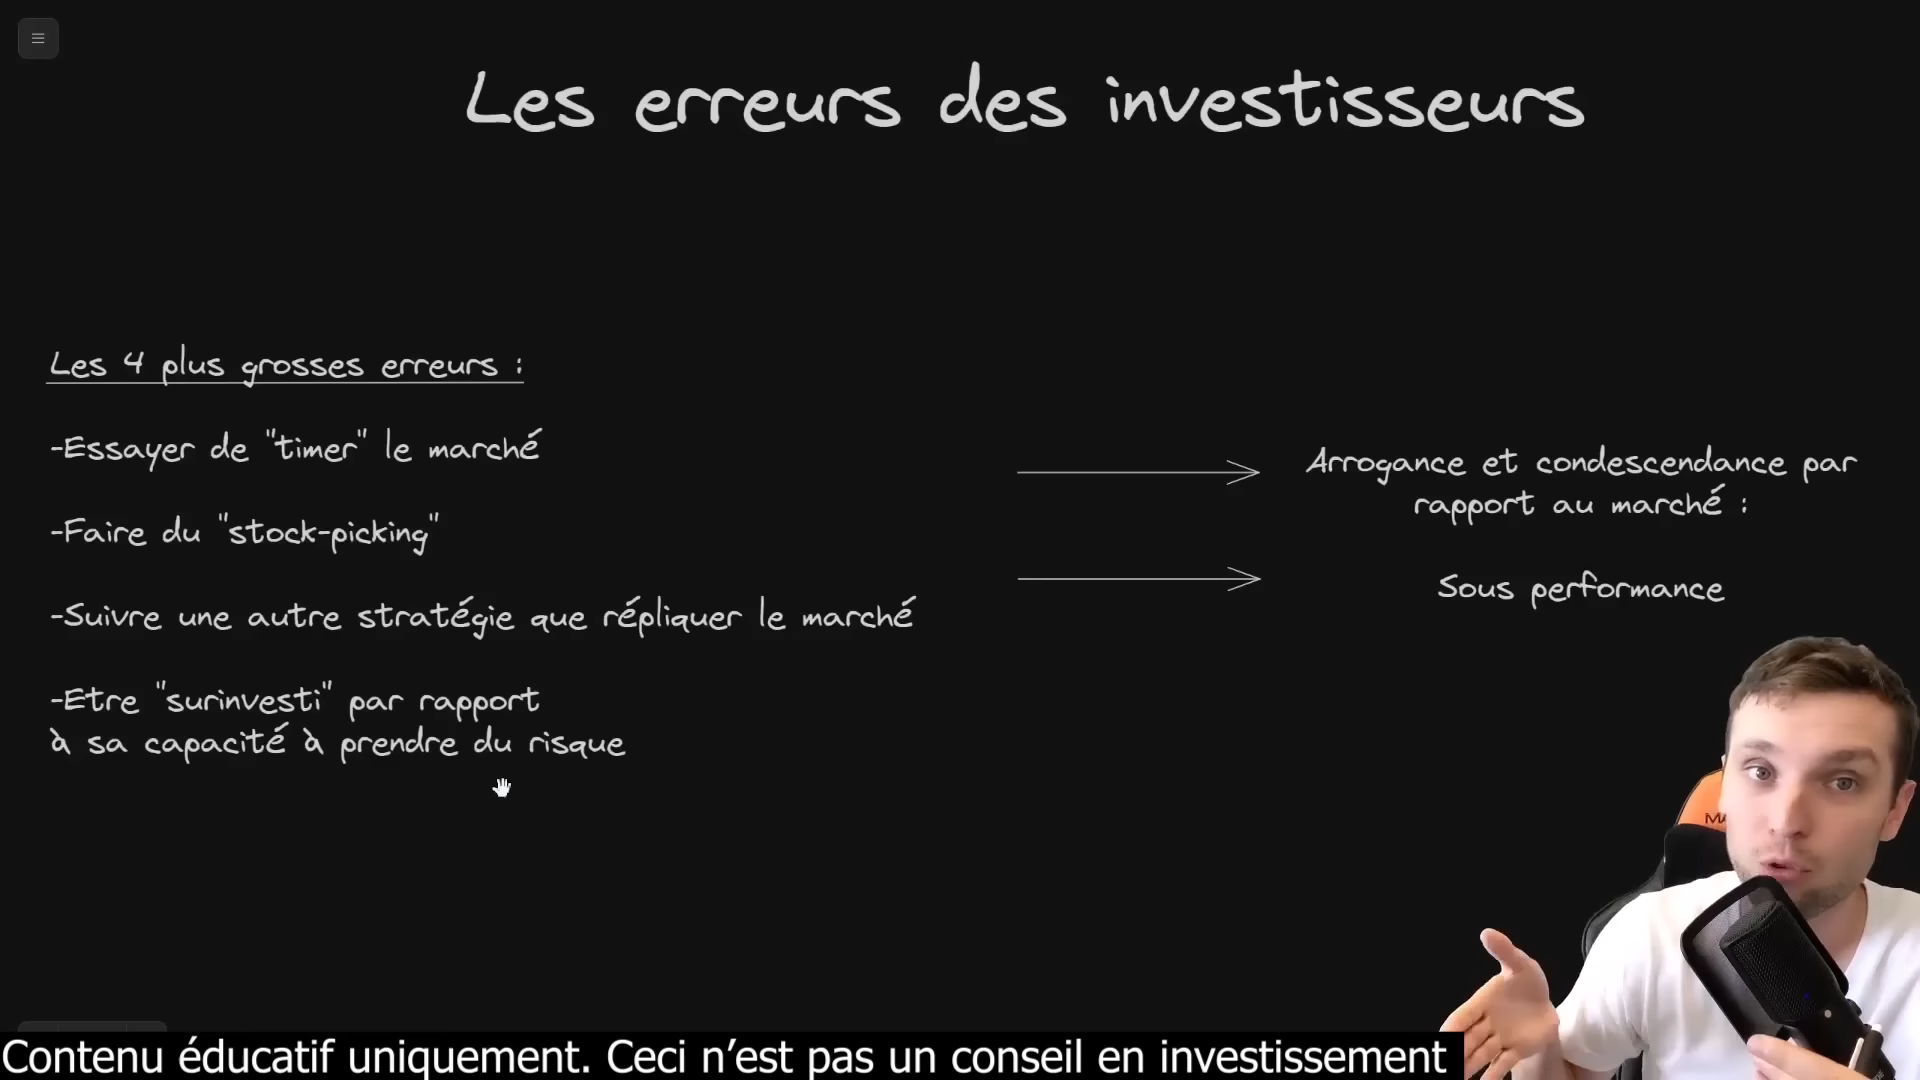 Les erreurs des investisseurs
Les 4 plus grosses erreurs :
-Essayer de "timer" le marché
-Faire du "stock-picking"
-Suivre une autre stratégie que répliquer le marché
-Etre "surinvesti" par rapport
à sa capacité à prendre du risque
Arrogance et condescendance par
rapport au marché :
Sous performance
Contenu éducatif uniquement. Ceci n’est pas un conseil en investissement